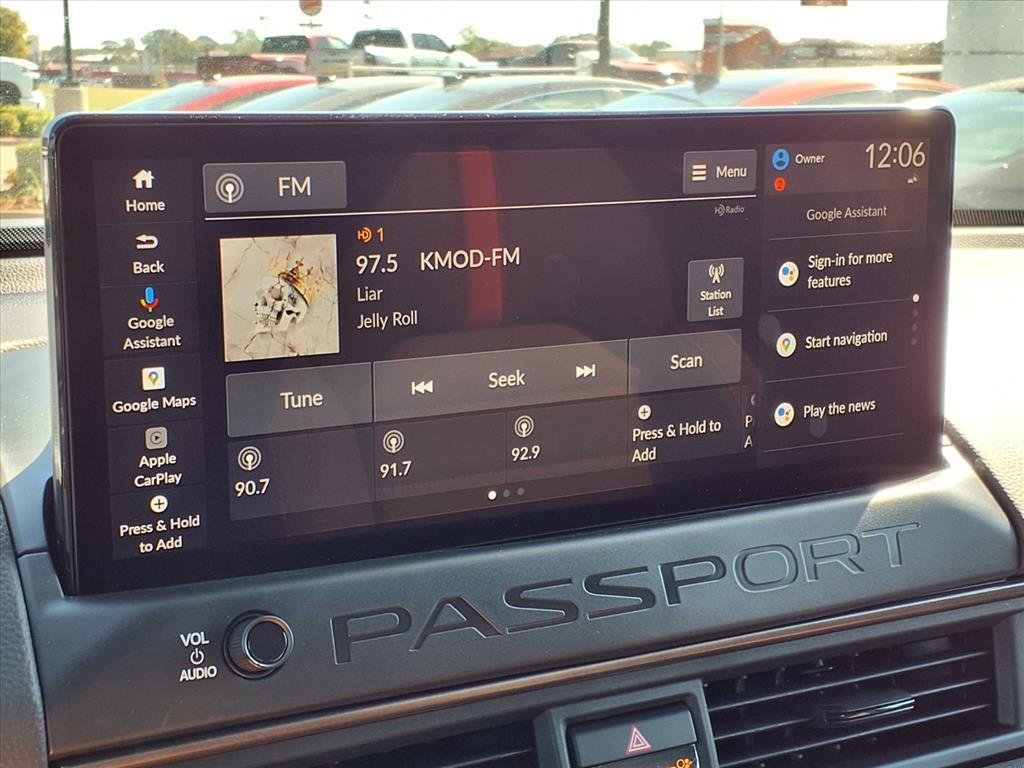 Home
Back
Google
Assistant
Google Maps
Apple
CarPlay
Press & Hold
to Add
FM
Menu
HD Radio
HD 1
97.5 KMOD-FM
Liar
Jelly Roll
Station
List
Tune
Seek
Scan
90.7
91.7
92.9
Press & Hold to
Add
P
A
Owner
2
12:06
Google Assistant
Sign-in for more
features
Start navigation
Play the news
VOL
AUDIO
PASSPORT